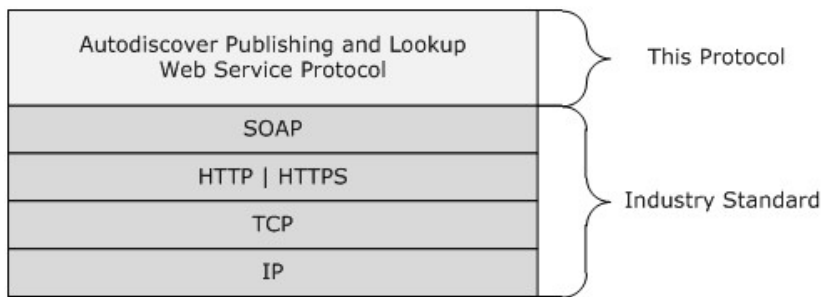 Autodiscover Publishing and Lookup
Web Service Protocol
This Protocol
SOAP
HTTP | HTTPS
TCP
IP
Industry Standard